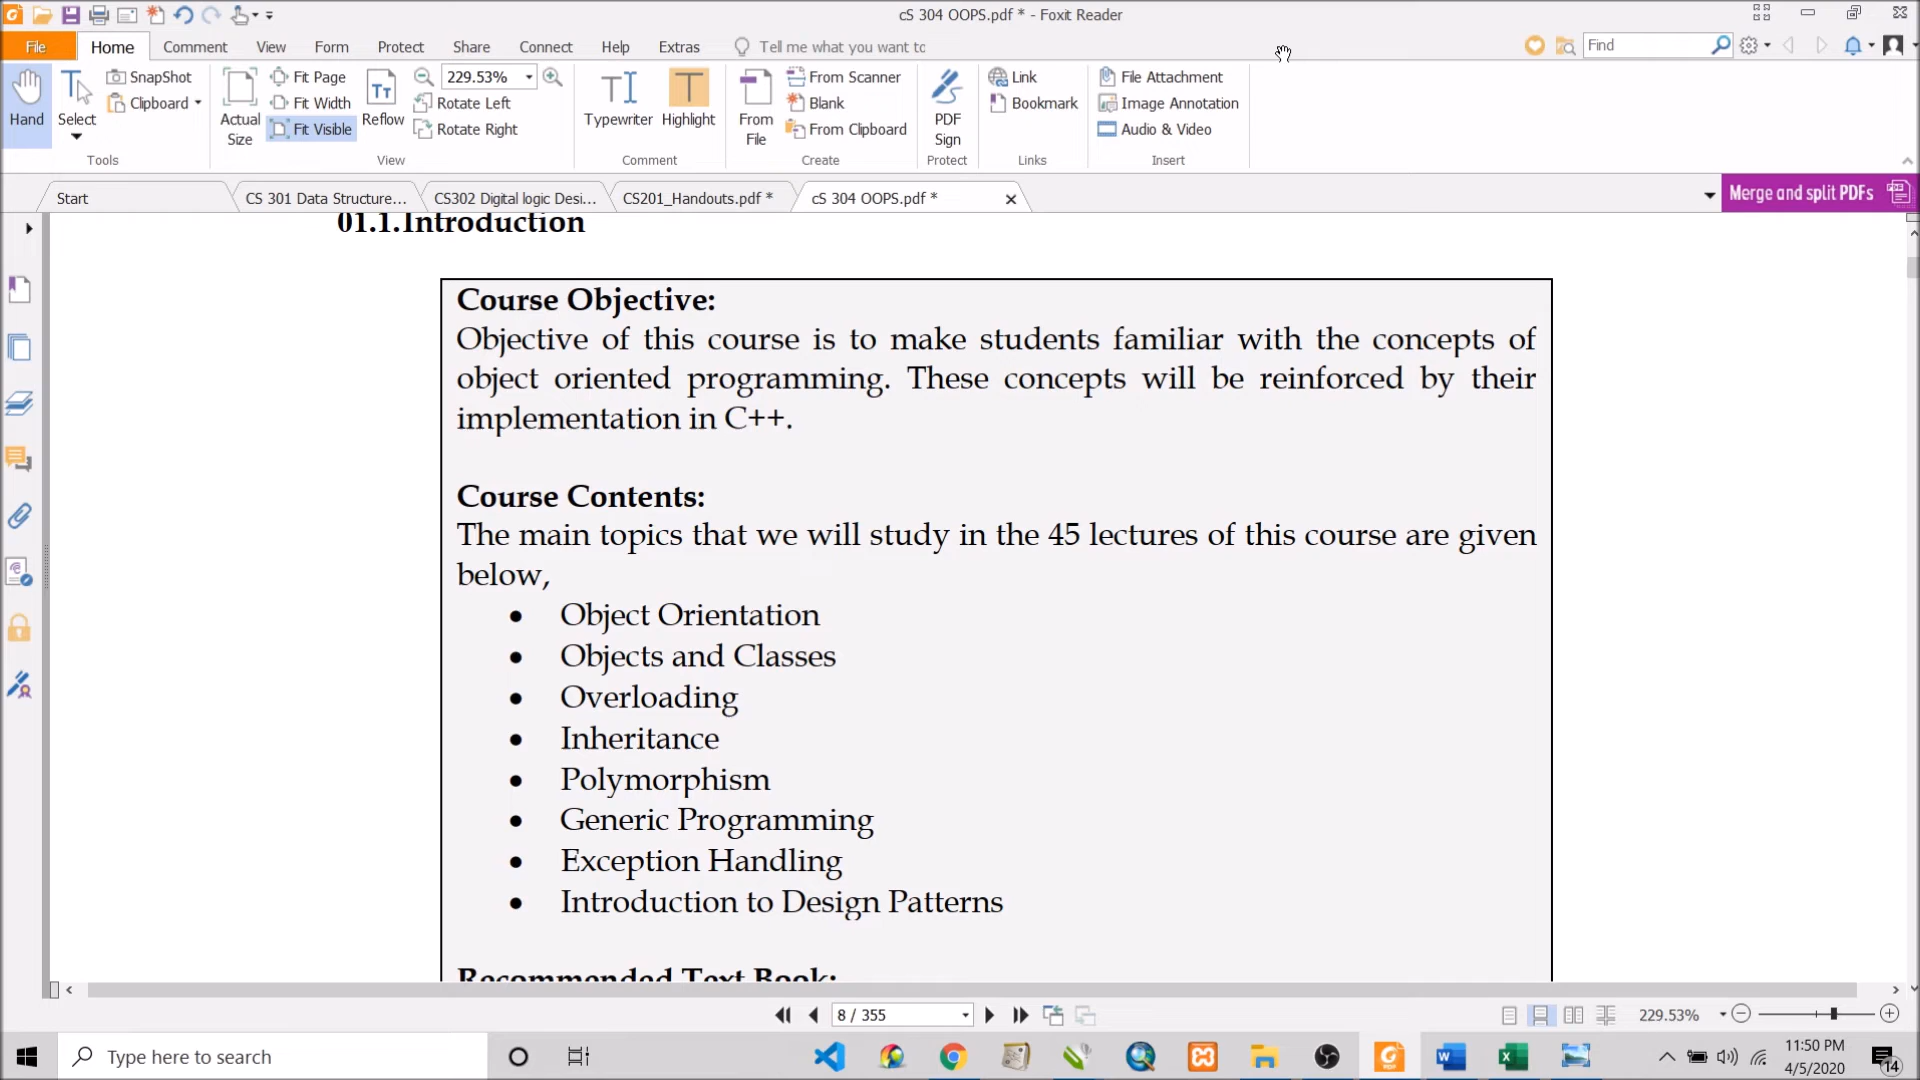 cS 304 OOPS.pdf * - Foxit Reader
File Home Comment View Form Protect Share Connect Help Extras Tell me what you want to Find
Hand
Select
SnapShot
Clipboard
Tools
Actual
Size
Fit Page
Fit Width
Fit Visible
Reflow
229.53%
Rotate Left
Rotate Right
View
Typewriter
Highlight
Comment
From
File
From Scanner
Blank
From Clipboard
Create
PDF
Sign
Protect
Link
Bookmark
Links
File Attachment
Image Annotation
Audio & Video
Insert
Start CS 301 Data Structure... CS302 Digital logic Desi... CS201_Handouts.pdf * cS 304 OOPS.pdf * Merge and split PDFs
01.1.Introduction
Course Objective:
Objective of this course is to make students familiar with the concepts of
object oriented programming. These concepts will be reinforced by their
implementation in C++.
Course Contents:
The main topics that we will study in the 45 lectures of this course are given
below,
• Object Orientation
• Objects and Classes
• Overloading
• Inheritance
• Polymorphism
• Generic Programming
• Exception Handling
• Introduction to Design Patterns
Recommended Text Book:
8 / 355
229.53%
Type here to search
11:50 PM
4/5/2020
14